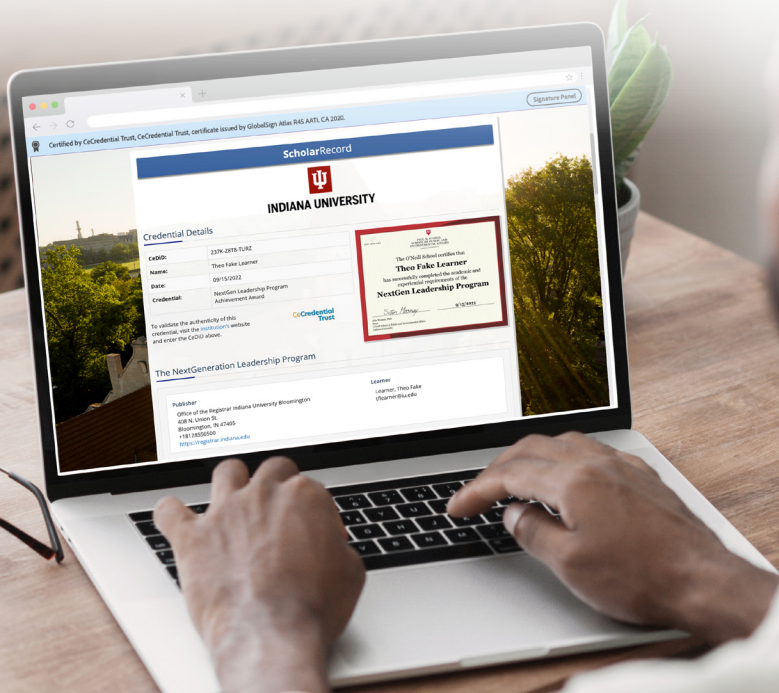 Signature Panel
Certified by CeCredential Trust, CeCredential Trust, certificate issued by GlobalSign Atlas R45 AATL CA 2020.
ScholarRecord
INDIANA UNIVERSITY
Credential Details
CeDiD: 237K-28T8-TURZ
Name: Theo Fake Learner
Date: 09/15/2022
Credential: NextGen Leadership Program
Achievement Award
To validate the authenticity of this
credential, visit the institution's website
and enter the CeDiD above.
CeCredential
Trust
The O'Neill School certifies that
Theo Fake Learner
has successfully completed the academic and
experiential requirements of the
NextGen Leadership Program
The NextGeneration Leadership Program
Publisher
Office of the Registrar Indiana University Bloomington
408 N. Union St.
Bloomington, IN 47405
+18128556500
https://registrar.indiana.edu
Learner
Learner, Theo Fake
tflearner@iu.edu